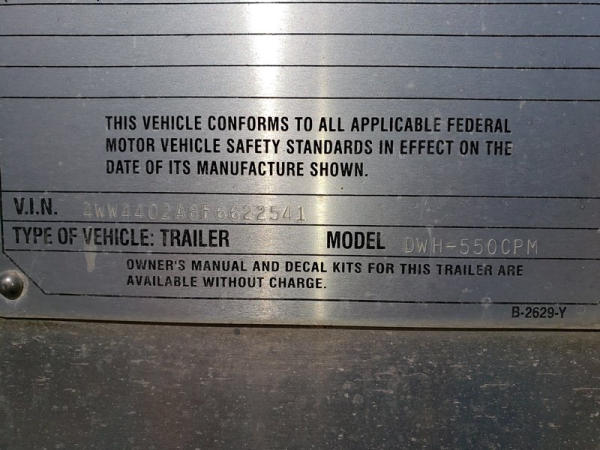 THIS VEHICLE CONFORMS TO ALL APPLICABLE FEDERAL
MOTOR VEHICLE SAFETY STANDARDS IN EFFECT ON THE
DATE OF ITS MANUFACTURE SHOWN.
V.I.N. 4WW4402A8F6622541
TYPE OF VEHICLE: TRAILER MODEL DWH-550CPM
OWNER'S MANUAL AND DECAL KITS FOR THIS TRAILER ARE
AVAILABLE WITHOUT CHARGE.
B-2629-Y